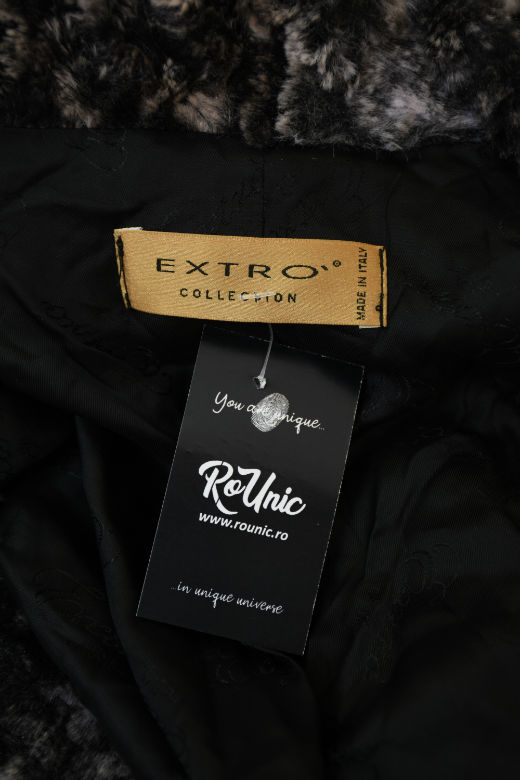 EXTRO`®
COLLECTION
MADE IN ITALY
You are unique...
RoUnic
www.rounic.ro
...in unique universe